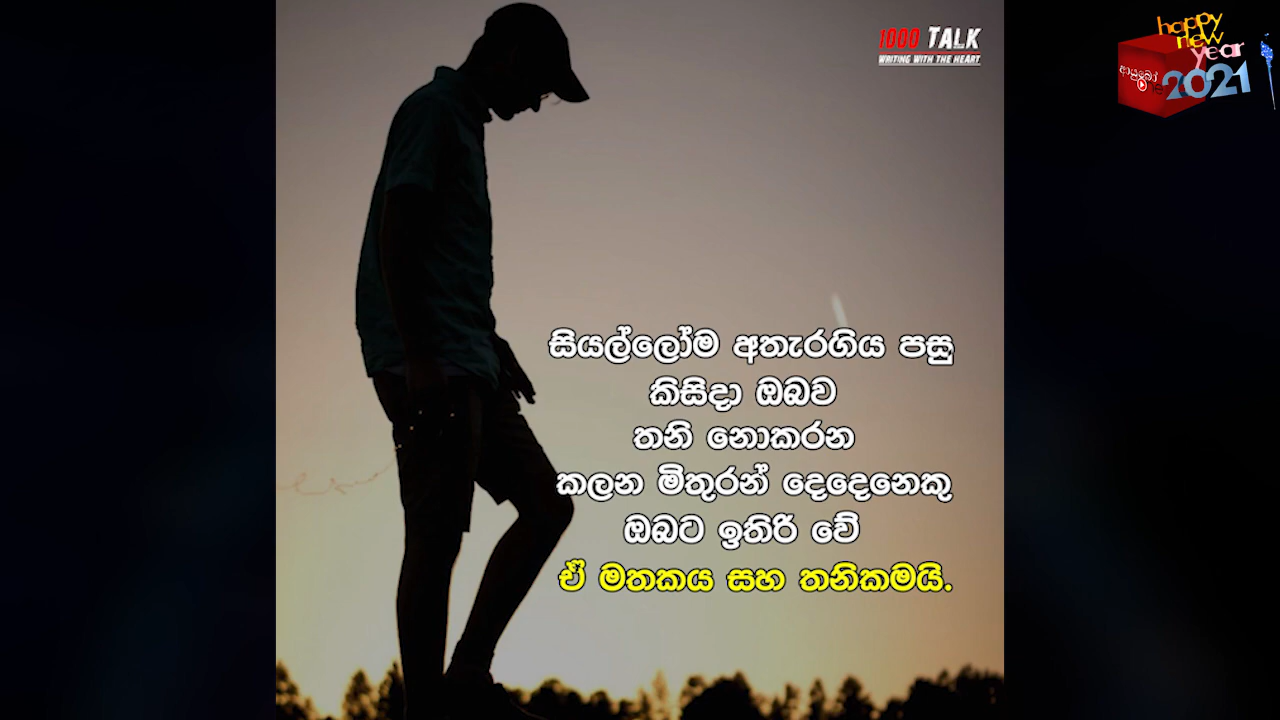 1000 TALK
WRITING WITH THE HEART.
happy
new
year
2021
සියල්ලෝම අතැරගිය පසු
කිසිදා ඔබව
තනි නොකරන
කලන මිතුරන් දෙදෙනෙකු
ඔබට ඉතිරි වේ
ඒ මතකය සහ තනිකමයි.